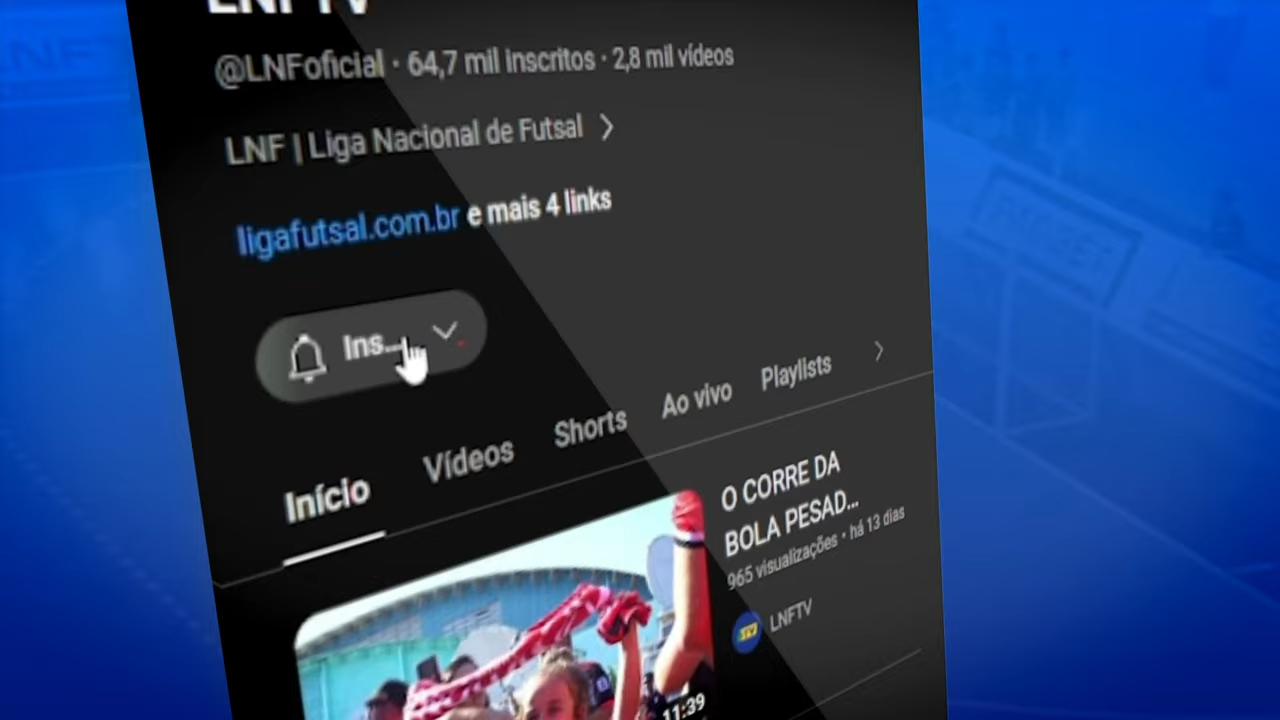 LNFTV
@LNFoficial · 64,7 mil inscritos · 2,8 mil vídeos
LNF | Liga Nacional de Futsal >
ligafutsal.com.br e mais 4 links
Ins...
Início Vídeos Shorts Ao vivo Playlists >
O CORRE DA
BOLA PESAD...
965 visualizações · há 13 dias
LNFTV
11:39